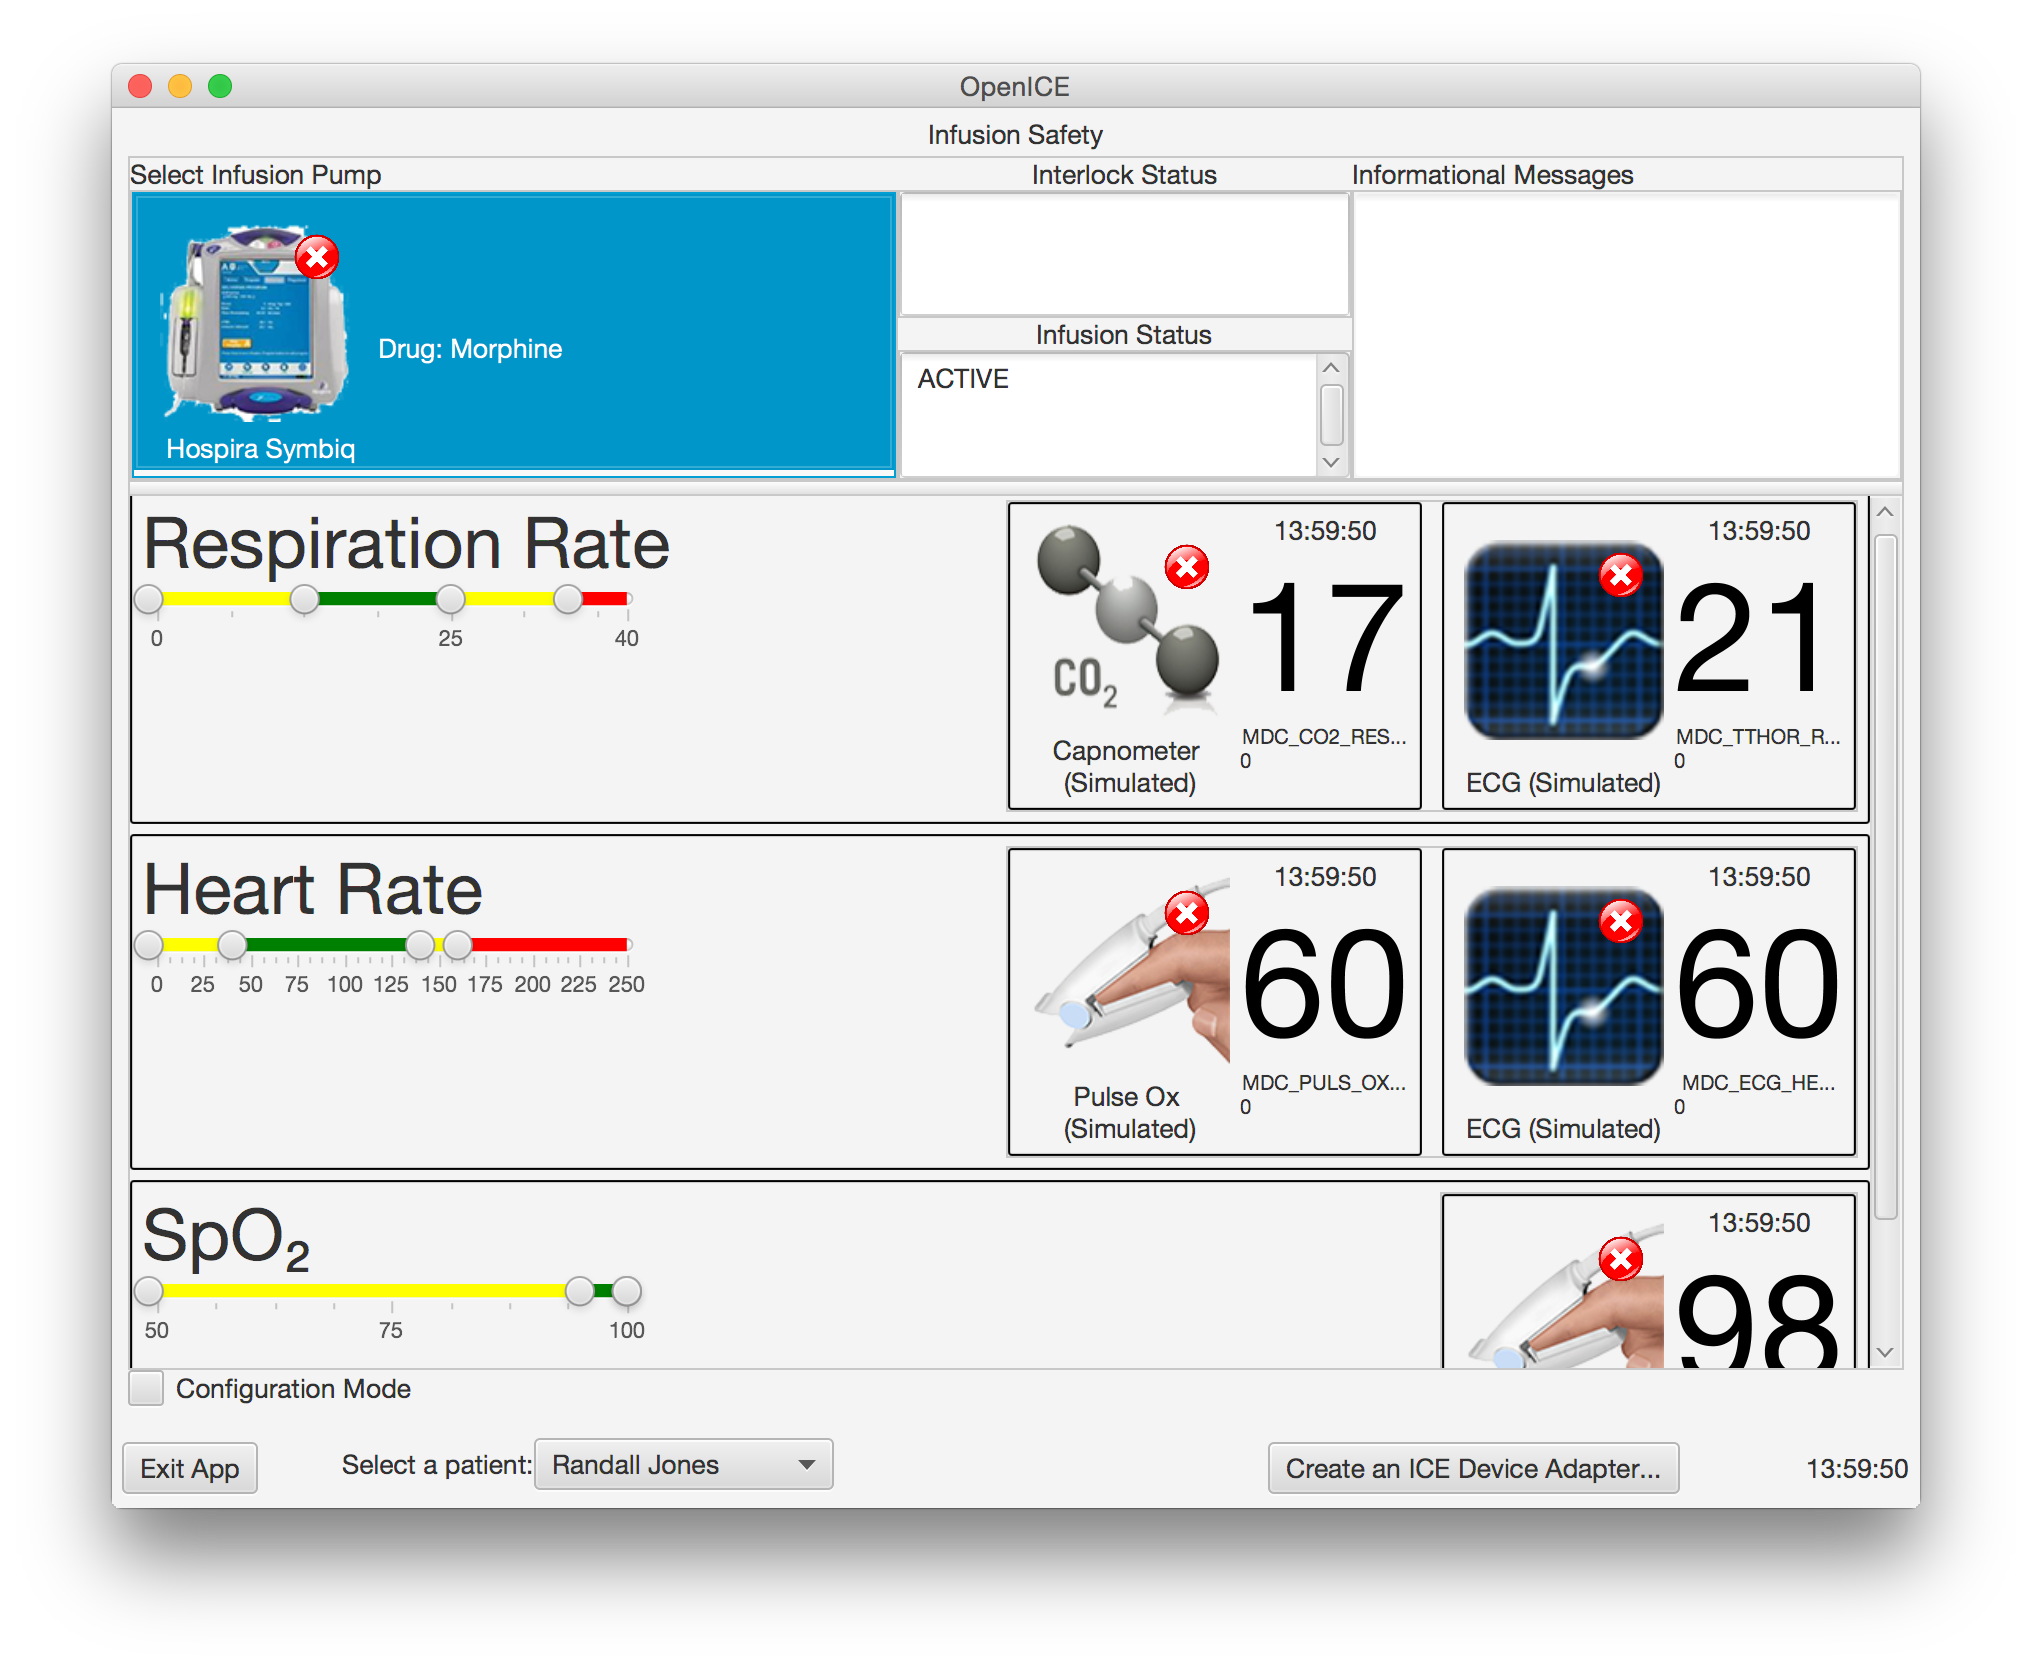 OpenICE
Infusion Safety
Select Infusion Pump
Interlock Status
Informational Messages
Drug: Morphine
Hospira Symbiq
Infusion Status
ACTIVE
Respiration Rate
0 25 40
13:59:50
17
CO2
MDC_CO2_RES...
0
Capnometer
(Simulated)
13:59:50
21
MDC_TTHOR_R...
0
ECG (Simulated)
Heart Rate
0 25 50 75 100 125 150 175 200 225 250
13:59:50
60
MDC_PULS_OX...
0
Pulse Ox
(Simulated)
13:59:50
60
MDC_ECG_HE...
0
ECG (Simulated)
SpO2
50 75 100
13:59:50
98
Configuration Mode
Exit App
Select a patient: Randall Jones
Create an ICE Device Adapter...
13:59:50